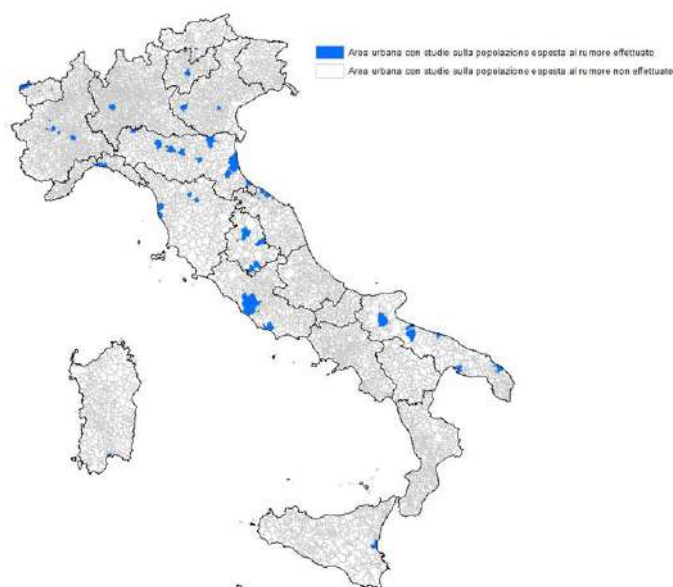 Area urbana con studio sulla popolazione esposta al rumore effettuato
Area urbana con studio sulla popolazione esposta al rumore non effettuato